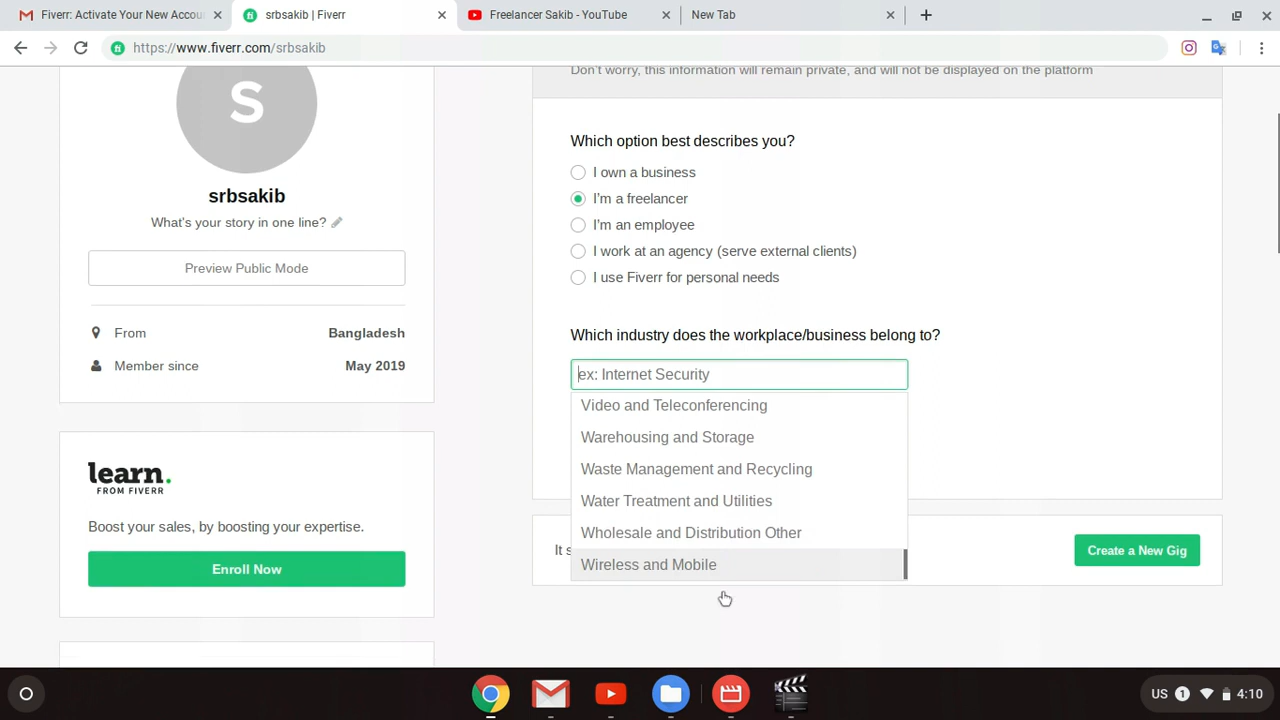 Fiverr: Activate Your New Accou
srbsakib | Fiverr
Freelancer Sakib - YouTube
New Tab
https://www.fiverr.com/srbsakib
S
srbsakib
What's your story in one line?
Preview Public Mode
From Bangladesh
Member since May 2019
learn.
FROM FIVERR
Boost your sales, by boosting your expertise.
Enroll Now
Don't worry, this information will remain private, and will not be displayed on the platform
Which option best describes you?
I own a business
I'm a freelancer
I'm an employee
I work at an agency (serve external clients)
I use Fiverr for personal needs
Which industry does the workplace/business belong to?
ex: Internet Security
Video and Teleconferencing
Warehousing and Storage
Waste Management and Recycling
Water Treatment and Utilities
Wholesale and Distribution Other
Wireless and Mobile
It s
Create a New Gig
US 1 4:10